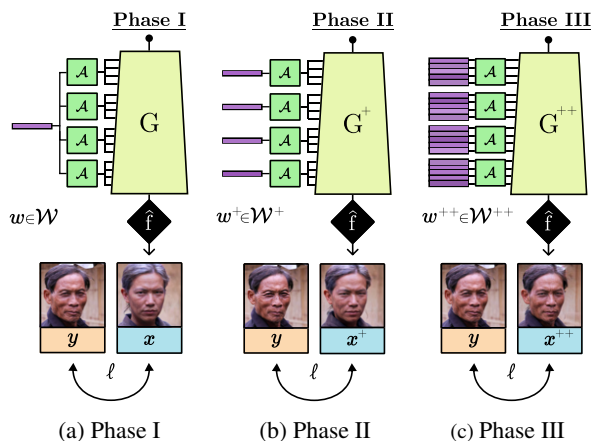 Phase I
Phase II
Phase III
𝒜 𝒜 𝒜
𝒜 𝒜 𝒜
G G⁺ G⁺⁺
𝒜 𝒜 𝒜
𝒜 𝒜 𝒜
w∈𝒲
w⁺∈𝒲⁺
w⁺⁺∈𝒲⁺⁺
f̂ f̂ f̂
y x
y x⁺
y x⁺⁺
ℓ ℓ ℓ
(a) Phase I
(b) Phase II
(c) Phase III